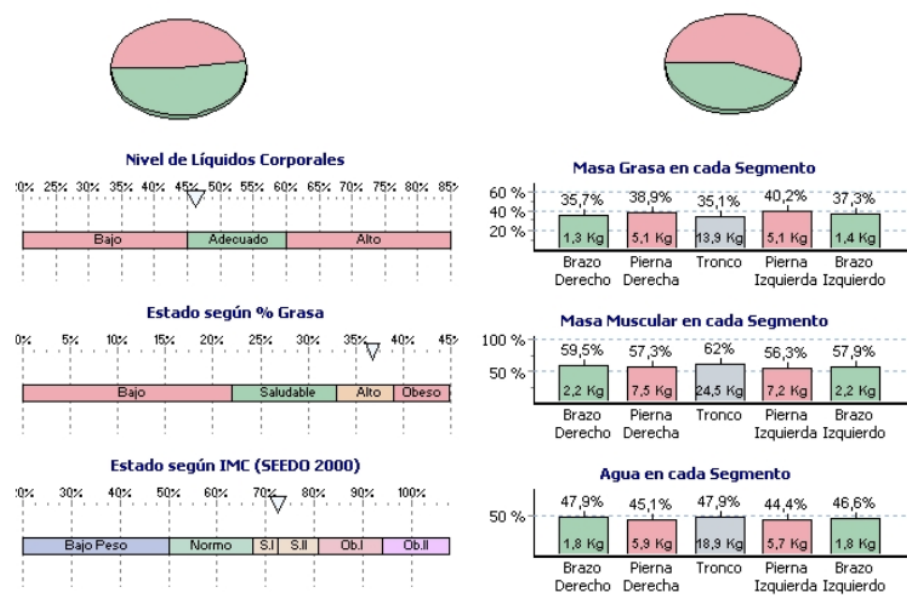 Nivel de Líquidos Corporales
20% 25% 30% 35% 40% 45% 50% 55% 60% 65% 70% 75% 80% 85%
Bajo Adecuado Alto
Estado según % Grasa
0% 5% 10% 15% 20% 25% 30% 35% 40% 45%
Bajo Saludable Alto Obeso
Estado según IMC (SEEDO 2000)
20% 30% 40% 50% 60% 70% 80% 90% 100%
Bajo Peso Normo S.I S.II Ob.I Ob.II
Masa Grasa en cada Segmento
60 %
40 %
20 %
35,7% 38,9% 35,1% 40,2% 37,3%
1,3 Kg 5,1 Kg 13,9 Kg 5,1 Kg 1,4 Kg
Brazo Pierna Tronco Pierna Brazo
Derecho Derecha Izquierda Izquierdo
Masa Muscular en cada Segmento
100 %
50 %
59,5% 57,3% 62% 56,3% 57,9%
2,2 Kg 7,5 Kg 24,5 Kg 7,2 Kg 2,2 Kg
Brazo Pierna Tronco Pierna Brazo
Derecho Derecha Izquierda Izquierdo
Agua en cada Segmento
50 %
47,9% 45,1% 47,9% 44,4% 46,6%
1,8 Kg 5,9 Kg 18,9 Kg 5,7 Kg 1,8 Kg
Brazo Pierna Tronco Pierna Brazo
Derecho Derecha Izquierda Izquierdo